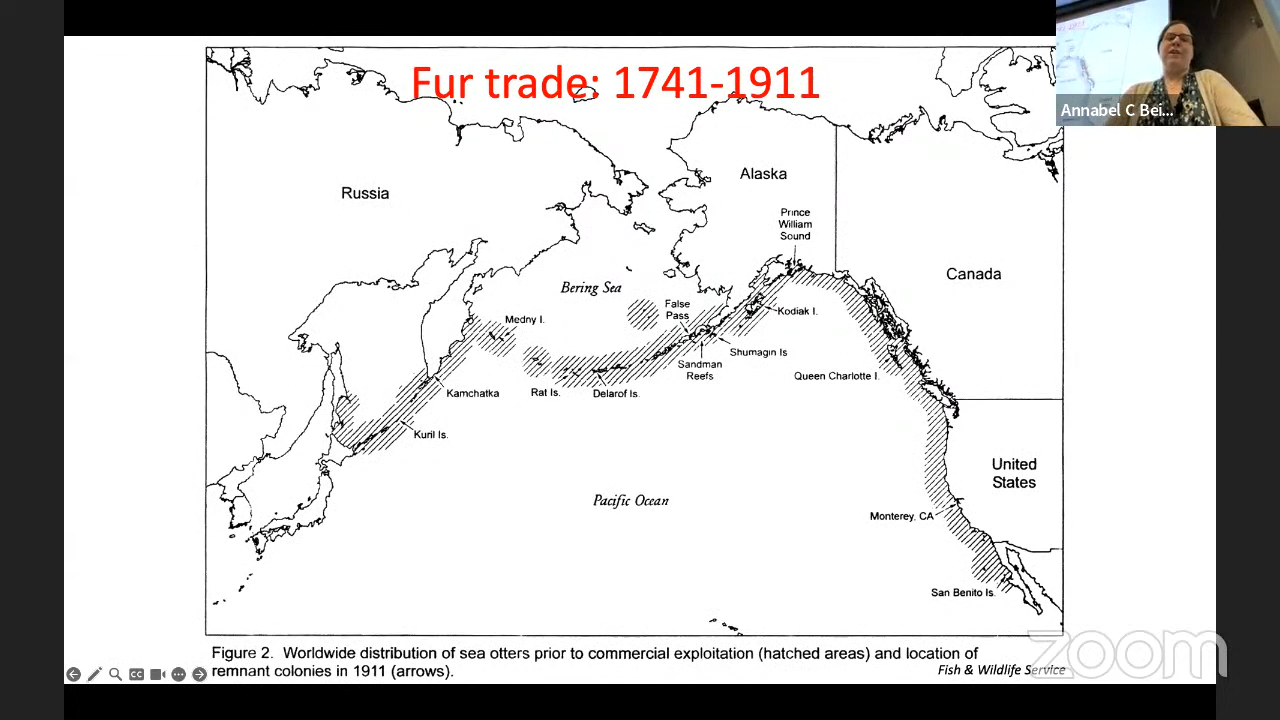 Fur trade: 1741-1911
Annabel C Bei...
Russia
Alaska
Prince
William
Sound
Canada
Bering Sea
False
Pass
Medny I.
Kodiak I.
Shumagin Is
Sandman
Reefs
Queen Charlotte I.
Kamchatka
Rat Is.
Delarof Is.
Kuril Is.
United
States
Pacific Ocean
Monterey, CA
San Benito Is.
zoom
Figure 2. Worldwide distribution of sea otters prior to commercial exploitation (hatched areas) and location of
remnant colonies in 1911 (arrows).
Fish & Wildlife Service
CC